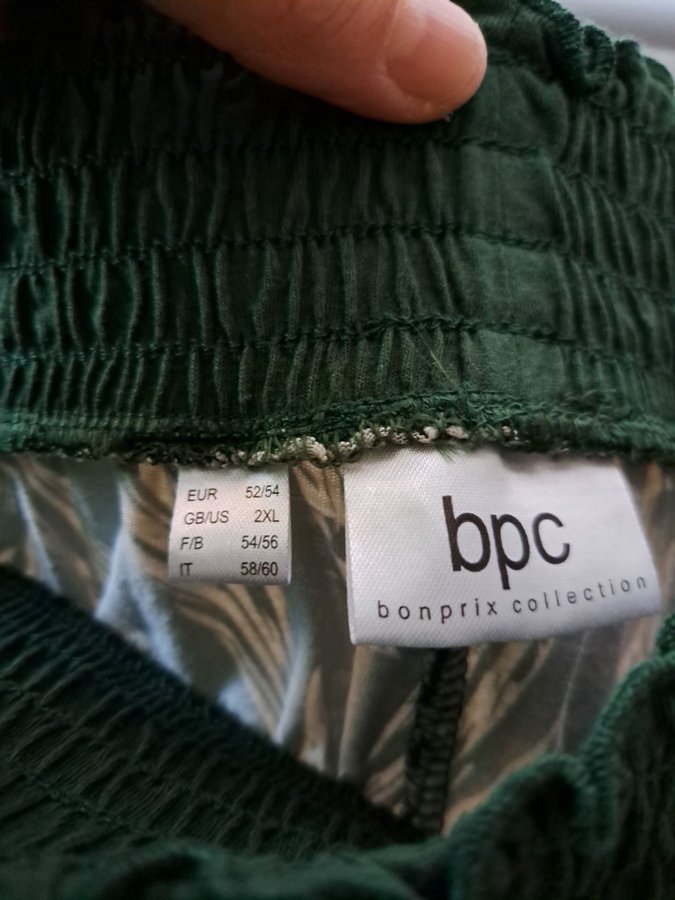 EUR 52/54
GB/US 2XL
F/B 54/56
IT 58/60
bpc
bonprix collection